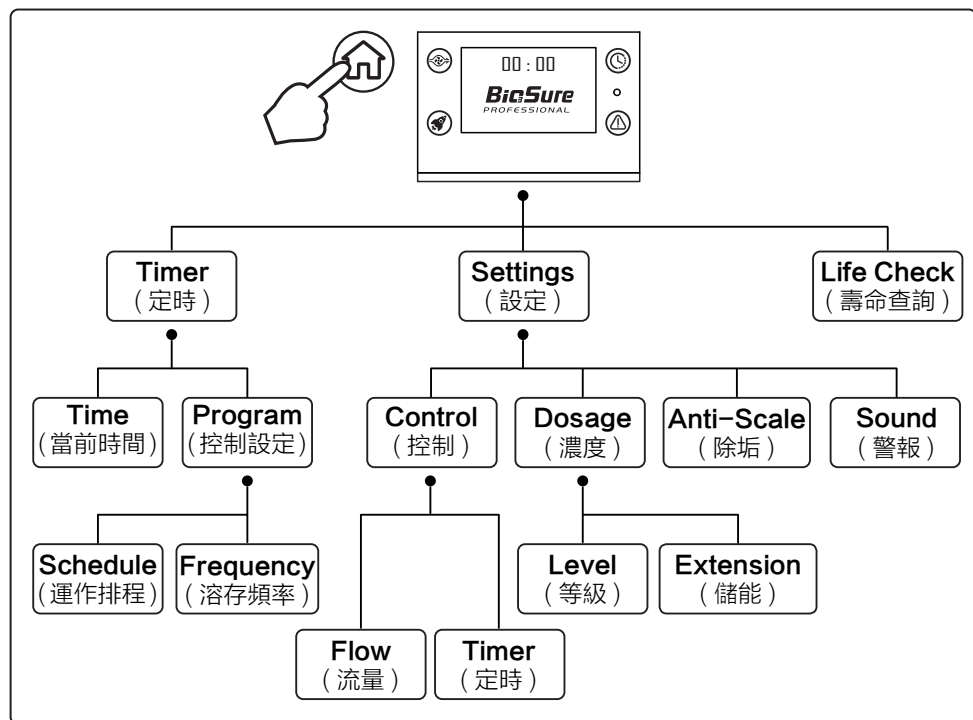 00 : 00
BioSure
PROFESSIONAL
Timer
(定時)
Settings
(設定)
Life Check
(壽命查詢)
Time
(當前時間)
Program
(控制設定)
Control
(控制)
Dosage
(濃度)
Anti-Scale
(除垢)
Sound
(警報)
Schedule
(運作排程)
Frequency
(溶存頻率)
Level
(等級)
Extension
(儲能)
Flow
(流量)
Timer
(定時)